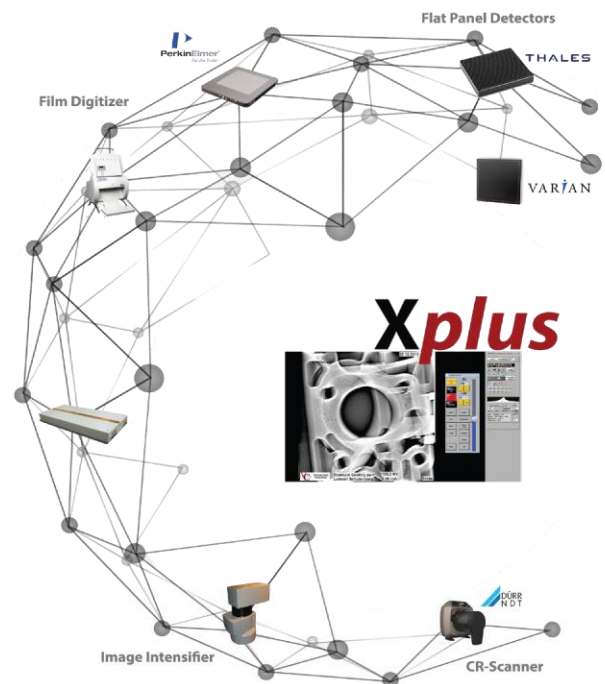 Flat Panel Detectors
PerkinElmer
THALES
Film Digitizer
VARIAN
Xplus
DÜRR
NDT
Image Intensifier
CR-Scanner